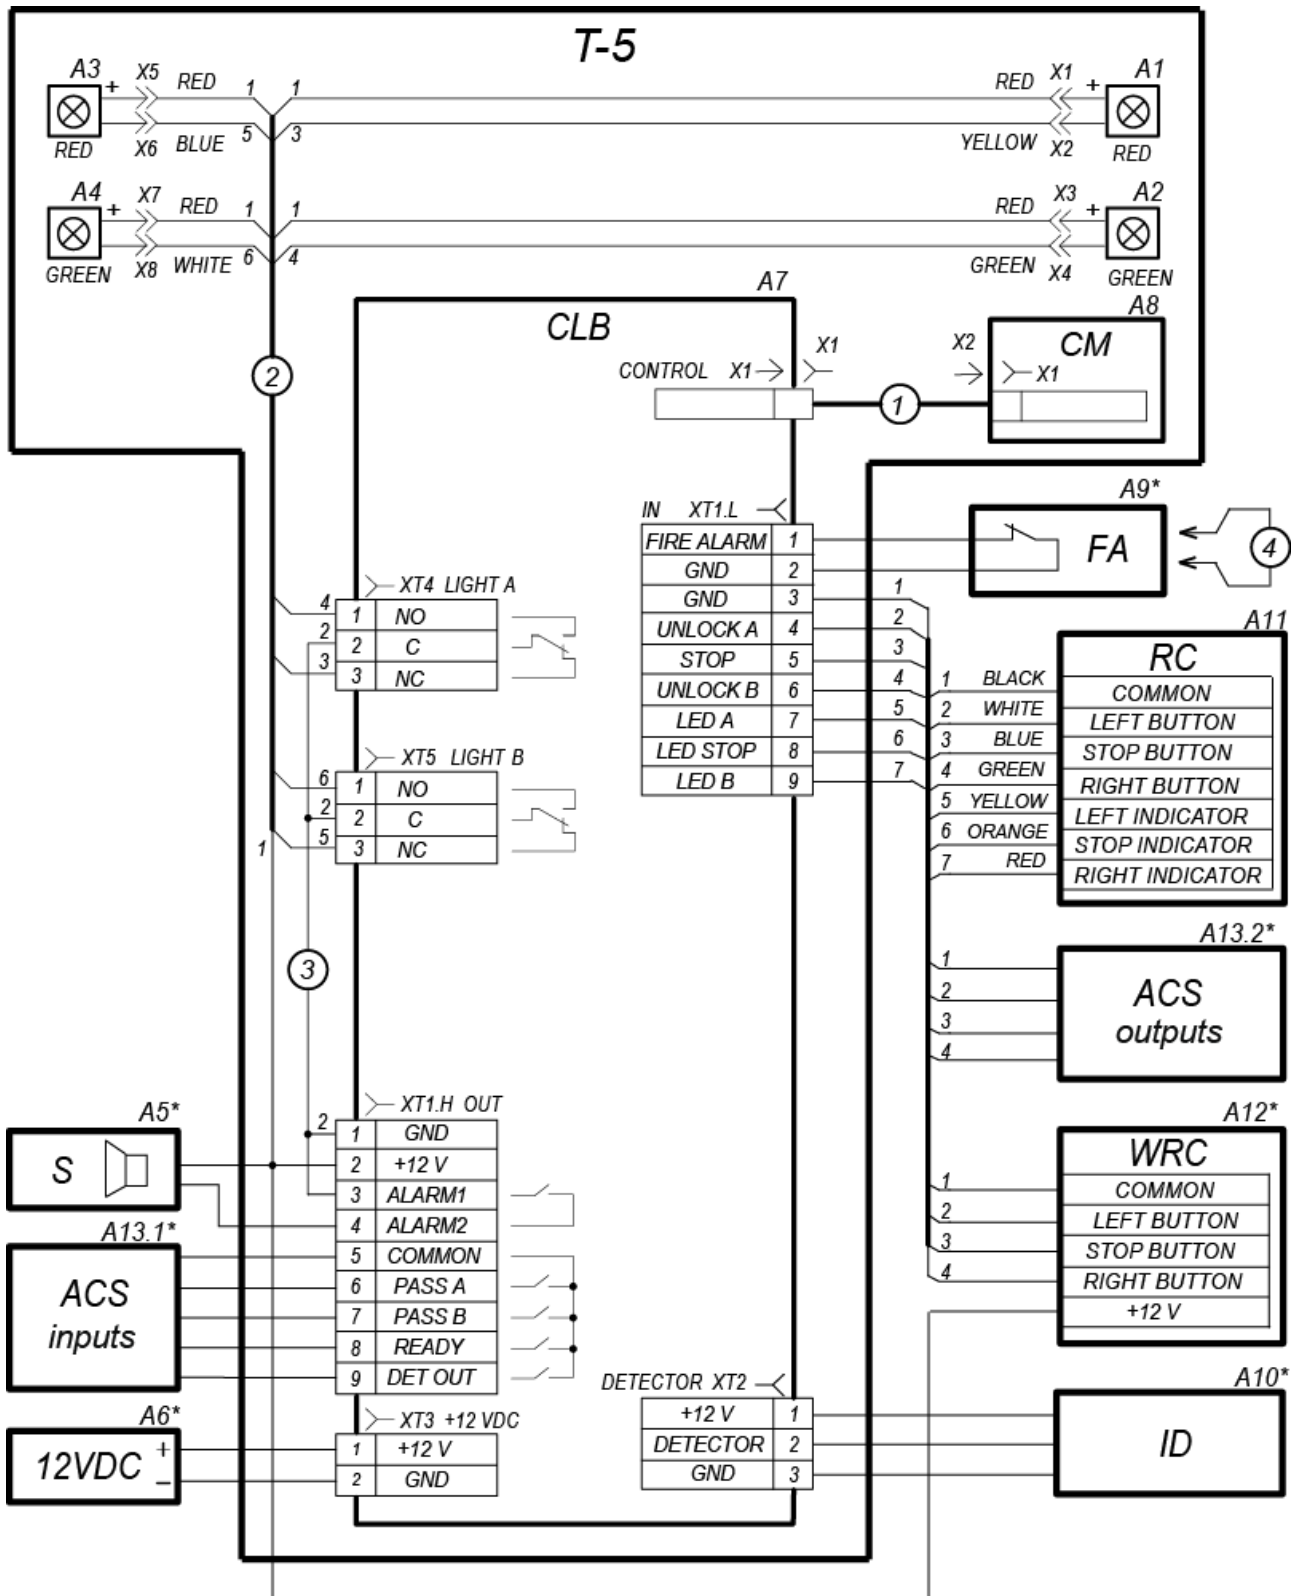 T-5
A3 X5 RED 1 1 RED X1 A1
+ +
RED X6 BLUE 5 3 YELLOW X2 RED
A4 X7 RED 1 1 RED X3 A2
+ +
GREEN X8 WHITE 6 4 GREEN X4 GREEN
A7
A8
CLB
X1 X2 CM
CONTROL X1 X1
2
1
A9*
IN XT1.L
FIRE ALARM 1
FA
4
GND 2
GND 3 1
UNLOCK A 4 2
STOP 5 3
UNLOCK B 6 4
LED A 7 5
LED STOP 8 6
LED B 9 7
XT4 LIGHT A
4 1 NO
2 2 C
3 3 NC
XT5 LIGHT B
6 1 NO
2 2 C
5 3 NC
1
A11
RC
1 BLACK COMMON
2 WHITE LEFT BUTTON
3 BLUE STOP BUTTON
4 GREEN RIGHT BUTTON
5 YELLOW LEFT INDICATOR
6 ORANGE STOP INDICATOR
7 RED RIGHT INDICATOR
3
A13.2*
1
2
3
4
ACS
outputs
XT1.H OUT
2 1 GND
2 +12 V
3 ALARM1
4 ALARM2
5 COMMON
6 PASS A
7 PASS B
8 READY
9 DET OUT
A5*
S
A13.1*
ACS
inputs
A12*
WRC
1 COMMON
2 LEFT BUTTON
3 STOP BUTTON
4 RIGHT BUTTON
+12 V
A6*
12VDC +
−
XT3 +12 VDC
1 +12 V
2 GND
DETECTOR XT2
+12 V 1
DETECTOR 2
GND 3
A10*
ID